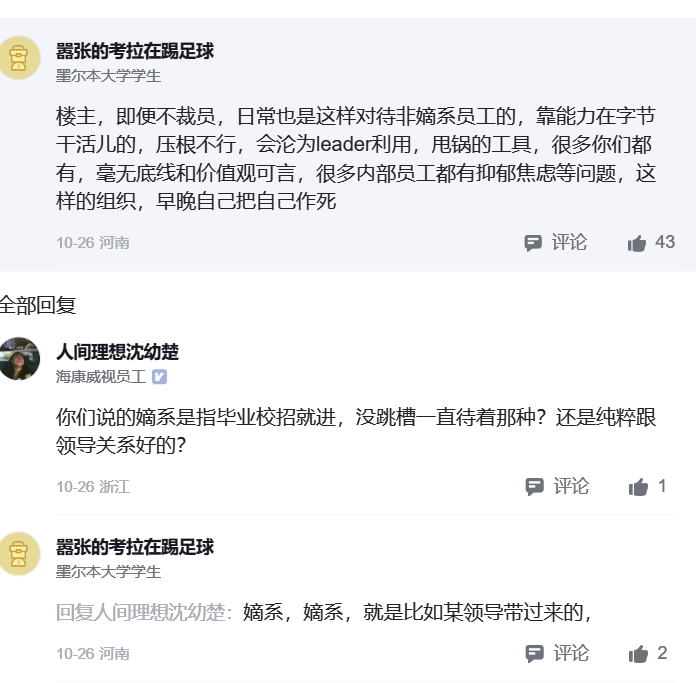 嚣张的考拉在踢足球
墨尔本大学学生
楼主，即便不裁员，日常也是这样对待非嫡系员工的，靠能力在字节
干活儿的，压根不行，会沦为leader利用，甩锅的工具，很多你们都
有，毫无底线和价值观可言，很多内部员工都有抑郁焦虑等问题，这
样的组织，早晚自己把自己作死
10-26 河南
评论 43
全部回复
人间理想沈幼楚
海康威视员工
你们说的嫡系是指毕业校招就进，没跳槽一直待着那种？还是纯粹跟
领导关系好的？
10-26 浙江
评论 1
嚣张的考拉在踢足球
墨尔本大学学生
回复人间理想沈幼楚：嫡系，嫡系，就是比如某领导带过来的，
10-26 河南
评论 2